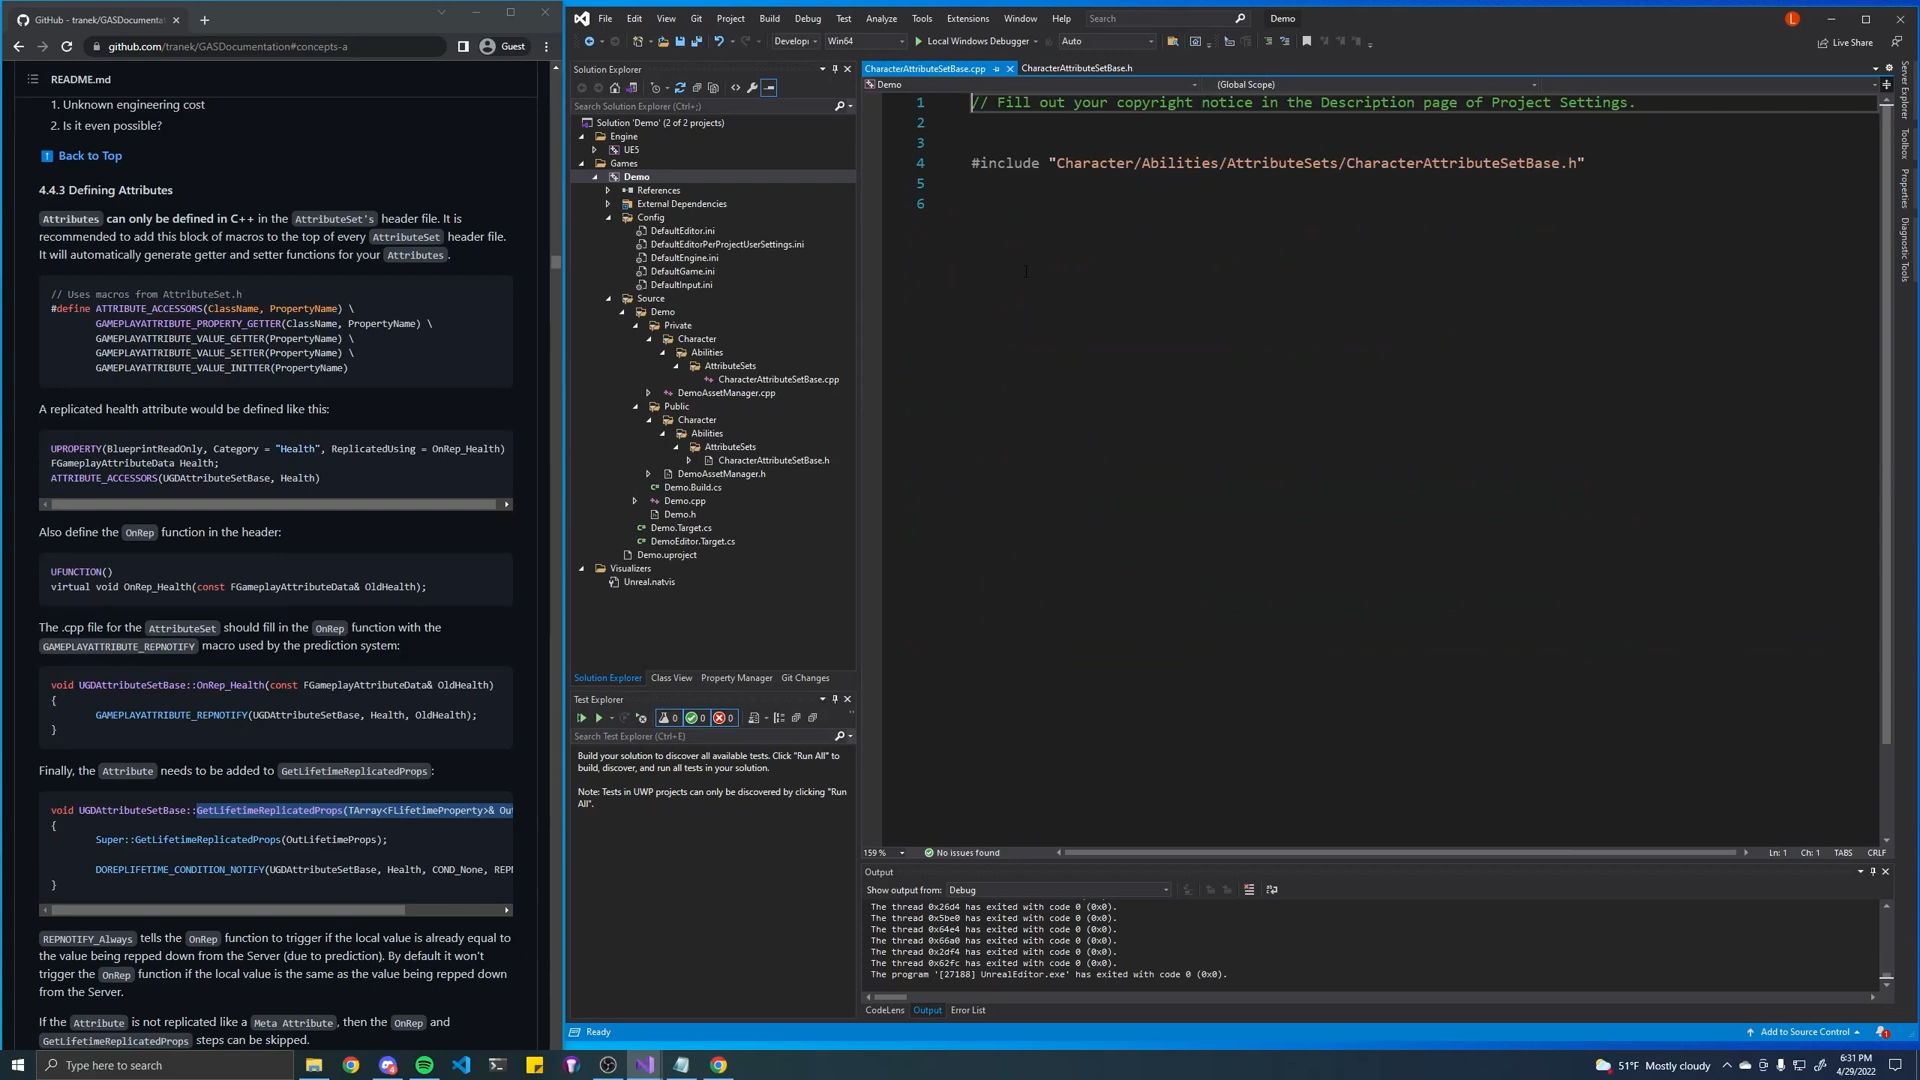 GitHub - tranek/GASDocumentat
github.com/tranek/GASDocumentation#concepts-a
Guest
README.md
1. Unknown engineering cost
2. Is it even possible?
Back to Top
4.4.3 Defining Attributes
Attributes can only be defined in C++ in the AttributeSet's header file. It is
recommended to add this block of macros to the top of every AttributeSet header file.
It will automatically generate getter and setter functions for your Attributes.
// Uses macros from AttributeSet.h
#define ATTRIBUTE_ACCESSORS(ClassName, PropertyName) \
GAMEPLAYATTRIBUTE_PROPERTY_GETTER(ClassName, PropertyName) \
GAMEPLAYATTRIBUTE_VALUE_GETTER(PropertyName) \
GAMEPLAYATTRIBUTE_VALUE_SETTER(PropertyName) \
GAMEPLAYATTRIBUTE_VALUE_INITTER(PropertyName)
A replicated health attribute would be defined like this:
UPROPERTY(BlueprintReadOnly, Category = "Health", ReplicatedUsing = OnRep_Health)
FGameplayAttributeData Health;
ATTRIBUTE_ACCESSORS(UGDAttributeSetBase, Health)
Also define the OnRep function in the header:
UFUNCTION()
virtual void OnRep_Health(const FGameplayAttributeData& OldHealth);
The .cpp file for the AttributeSet should fill in the OnRep function with the
GAMEPLAYATTRIBUTE_REPNOTIFY macro used by the prediction system:
void UGDAttributeSetBase::OnRep_Health(const FGameplayAttributeData& OldHealth)
{
GAMEPLAYATTRIBUTE_REPNOTIFY(UGDAttributeSetBase, Health, OldHealth);
}
Finally, the Attribute needs to be added to GetLifetimeReplicatedProps:
void UGDAttributeSetBase::GetLifetimeReplicatedProps(TArray<FLifetimeProperty>& Out
{
Super::GetLifetimeReplicatedProps(OutLifetimeProps);
DOREPLIFETIME_CONDITION_NOTIFY(UGDAttributeSetBase, Health, COND_None, REPN
}
REPNOTIFY_Always tells the OnRep function to trigger if the local value is already equal to
the value being repped down from the Server (due to prediction). By default it won't
trigger the OnRep function if the local value is the same as the value being repped down
from the Server.
If the Attribute is not replicated like a Meta Attribute, then the OnRep and
GetLifetimeReplicatedProps steps can be skipped.
File Edit View Git Project Build Debug Test Analyze Tools Extensions Window Help Search Demo L
Develop Win64 Local Windows Debugger Auto Live Share
Solution Explorer
Search Solution Explorer (Ctrl+;)
Solution 'Demo' (2 of 2 projects)
Engine
UE5
Games
Demo
References
External Dependencies
Config
DefaultEditor.ini
DefaultEditorPerProjectUserSettings.ini
DefaultEngine.ini
DefaultGame.ini
DefaultInput.ini
Source
Demo
Private
Character
Abilities
AttributeSets
CharacterAttributeSetBase.cpp
DemoAssetManager.cpp
Public
Character
Abilities
AttributeSets
CharacterAttributeSetBase.h
DemoAssetManager.h
Demo.Build.cs
Demo.cpp
Demo.h
Demo.Target.cs
DemoEditor.Target.cs
Demo.uproject
Visualizers
Unreal.natvis
Solution Explorer Class View Property Manager Git Changes
Test Explorer
0 0 0
Search Test Explorer (Ctrl+E)
Build your solution to discover all available tests. Click "Run All" to
build, discover, and run all tests in your solution.
Note: Tests in UWP projects can only be discovered by clicking "Run
All".
CharacterAttributeSetBase.cpp CharacterAttributeSetBase.h
Demo (Global Scope)
1 // Fill out your copyright notice in the Description page of Project Settings.
2
3
4 #include "Character/Abilities/AttributeSets/CharacterAttributeSetBase.h"
5
6
159 % No issues found Ln: 1 Ch: 1 TABS CRLF
Output
Show output from: Debug
The thread 0x26d4 has exited with code 0 (0x0).
The thread 0x5be0 has exited with code 0 (0x0).
The thread 0x64e4 has exited with code 0 (0x0).
The thread 0x66a0 has exited with code 0 (0x0).
The thread 0x2df4 has exited with code 0 (0x0).
The thread 0x62fc has exited with code 0 (0x0).
The program '[27188] UnrealEditor.exe' has exited with code 0 (0x0).
CodeLens Output Error List
Server Explorer
Toolbox
Properties
Diagnostic Tools
Ready Add to Source Control 1
Type here to search
51°F Mostly cloudy
6:31 PM
4/29/2022